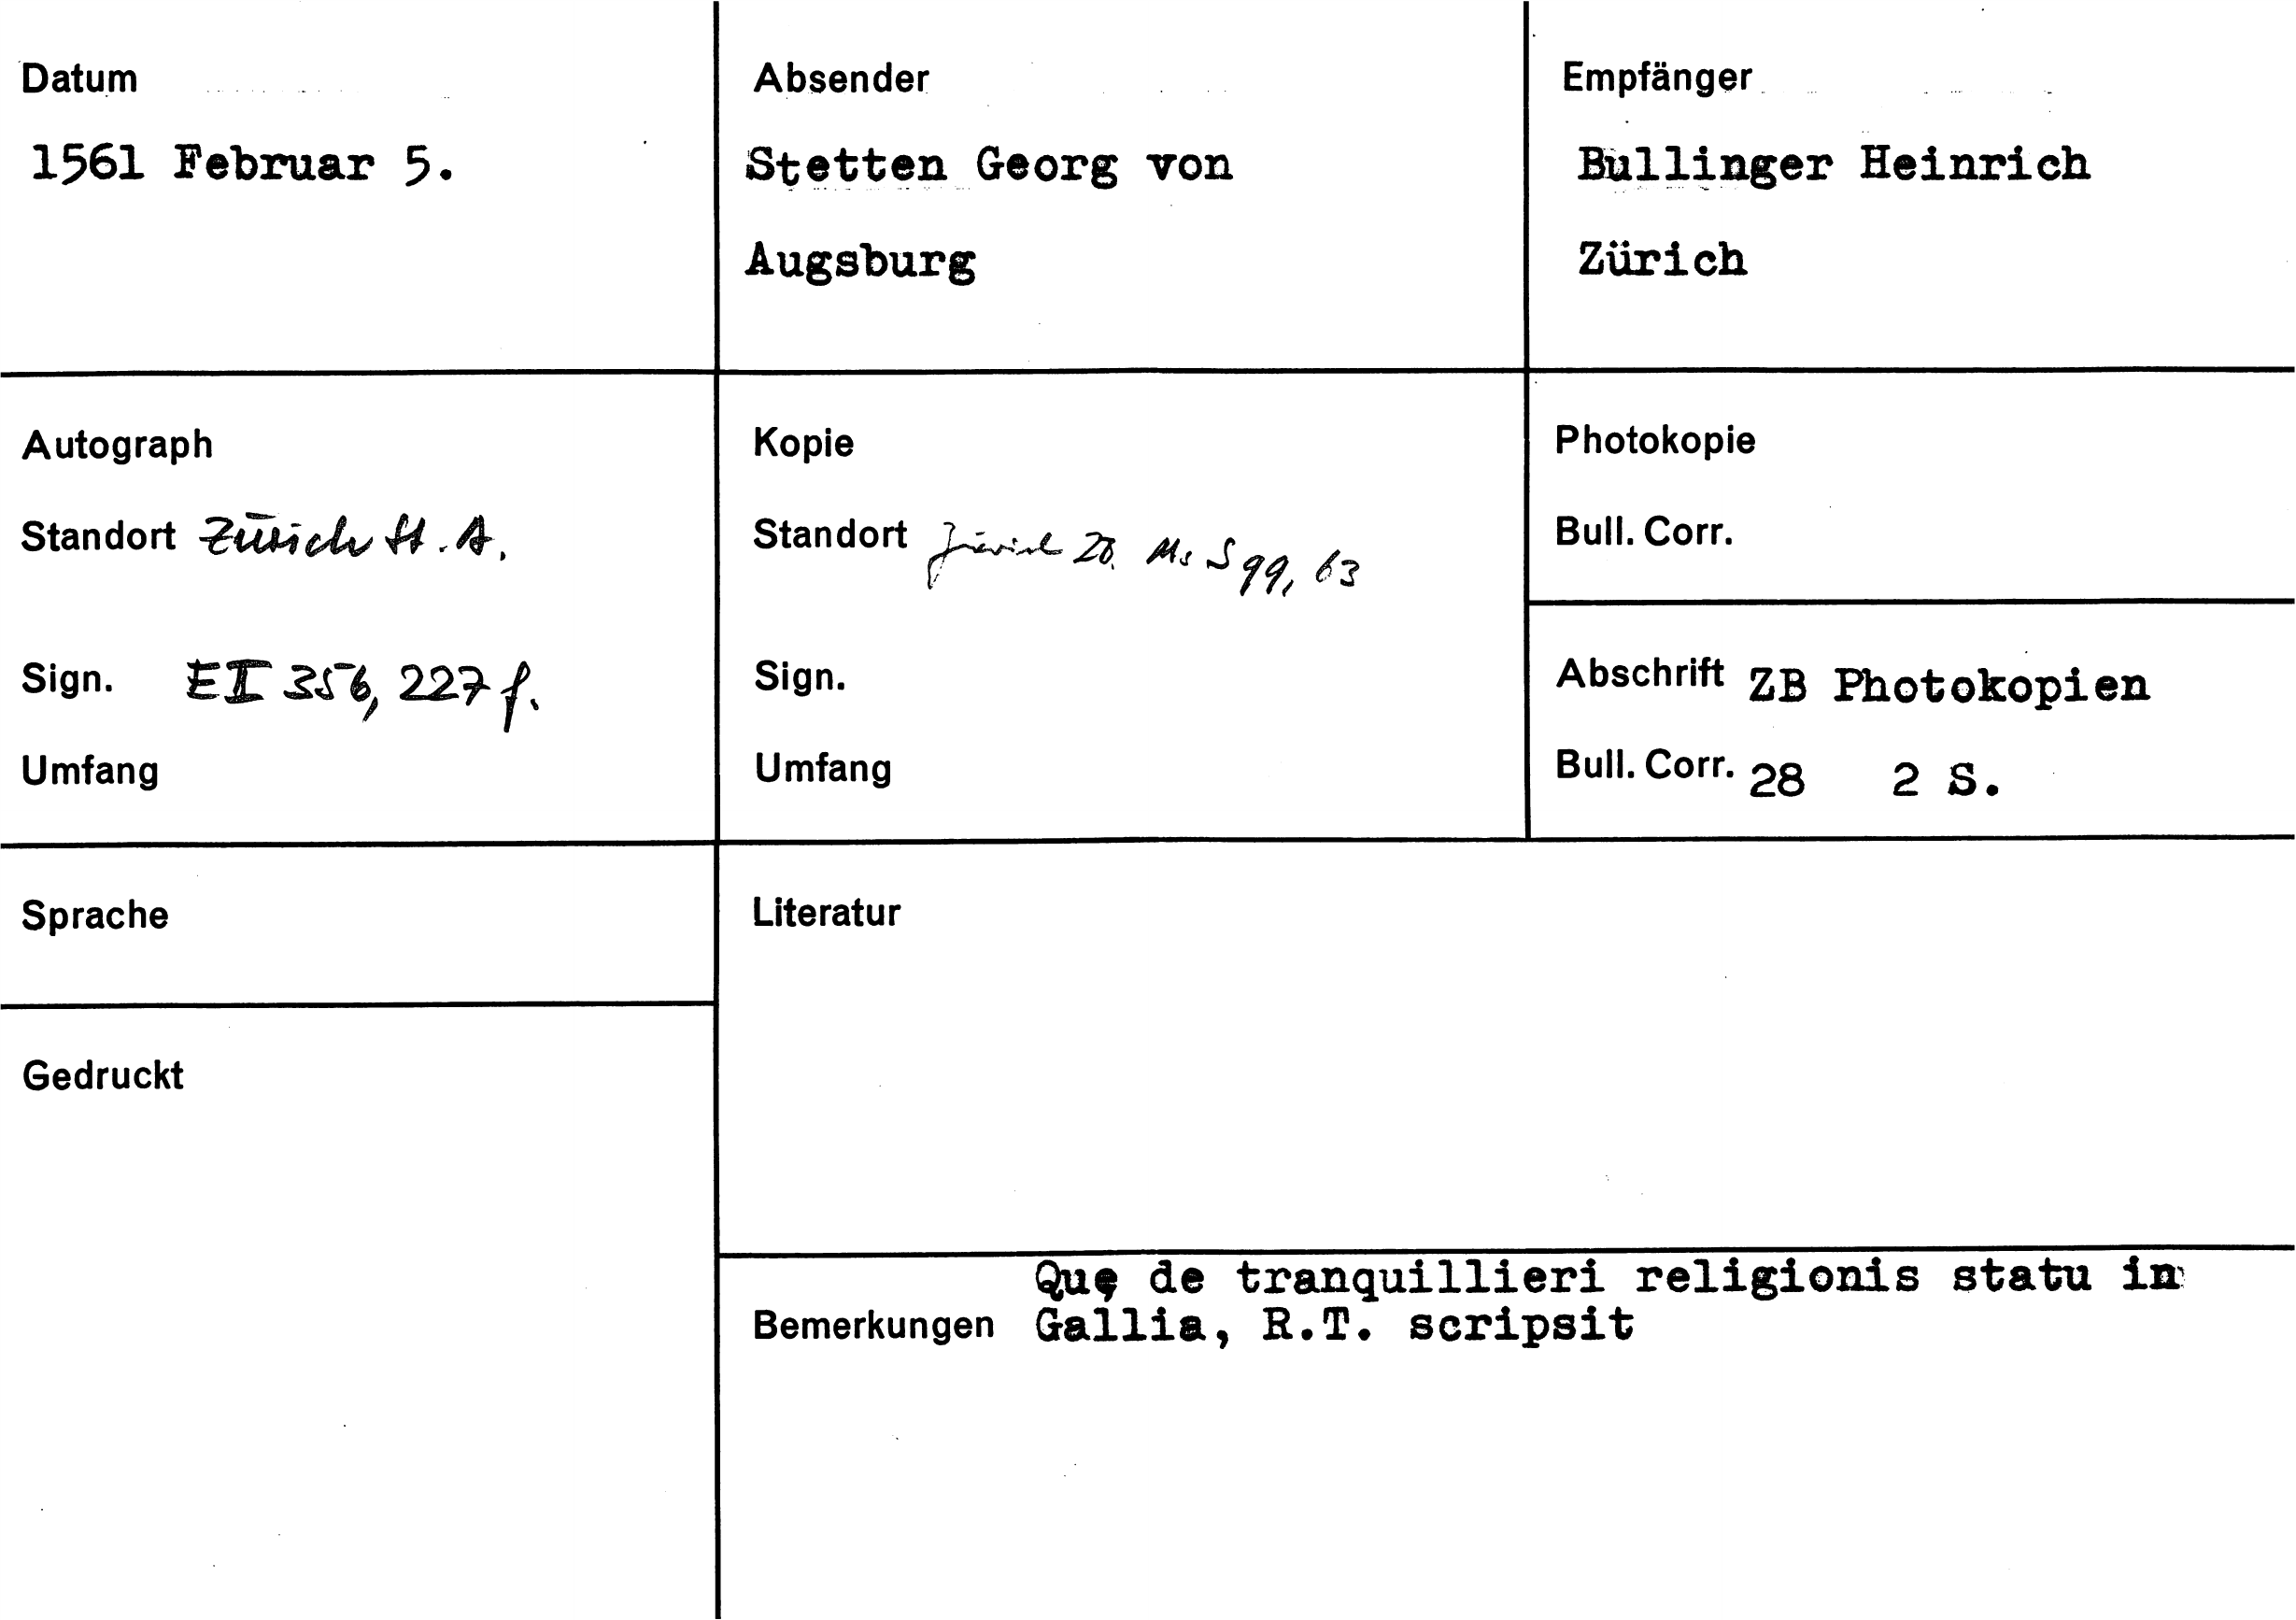 Datum
1561 Februar 5.
Absender
Stetten Georg von
Augsburg
Empfänger
Bullinger Heinrich
Zürich
Autograph
Standort Zürich St. A.
Sign. E II 356, 227 f.
Umfang
Kopie
Standort Zürich ZB. Ms S 99, 63
Sign.
Umfang
Photokopie
Bull. Corr.
Abschrift ZB Photokopien
Bull. Corr. 28 2 S.
Sprache
Gedruckt
Literatur
Bemerkungen Quę de tranquillieri religionis statu in
Gallia, R.T. scripsit